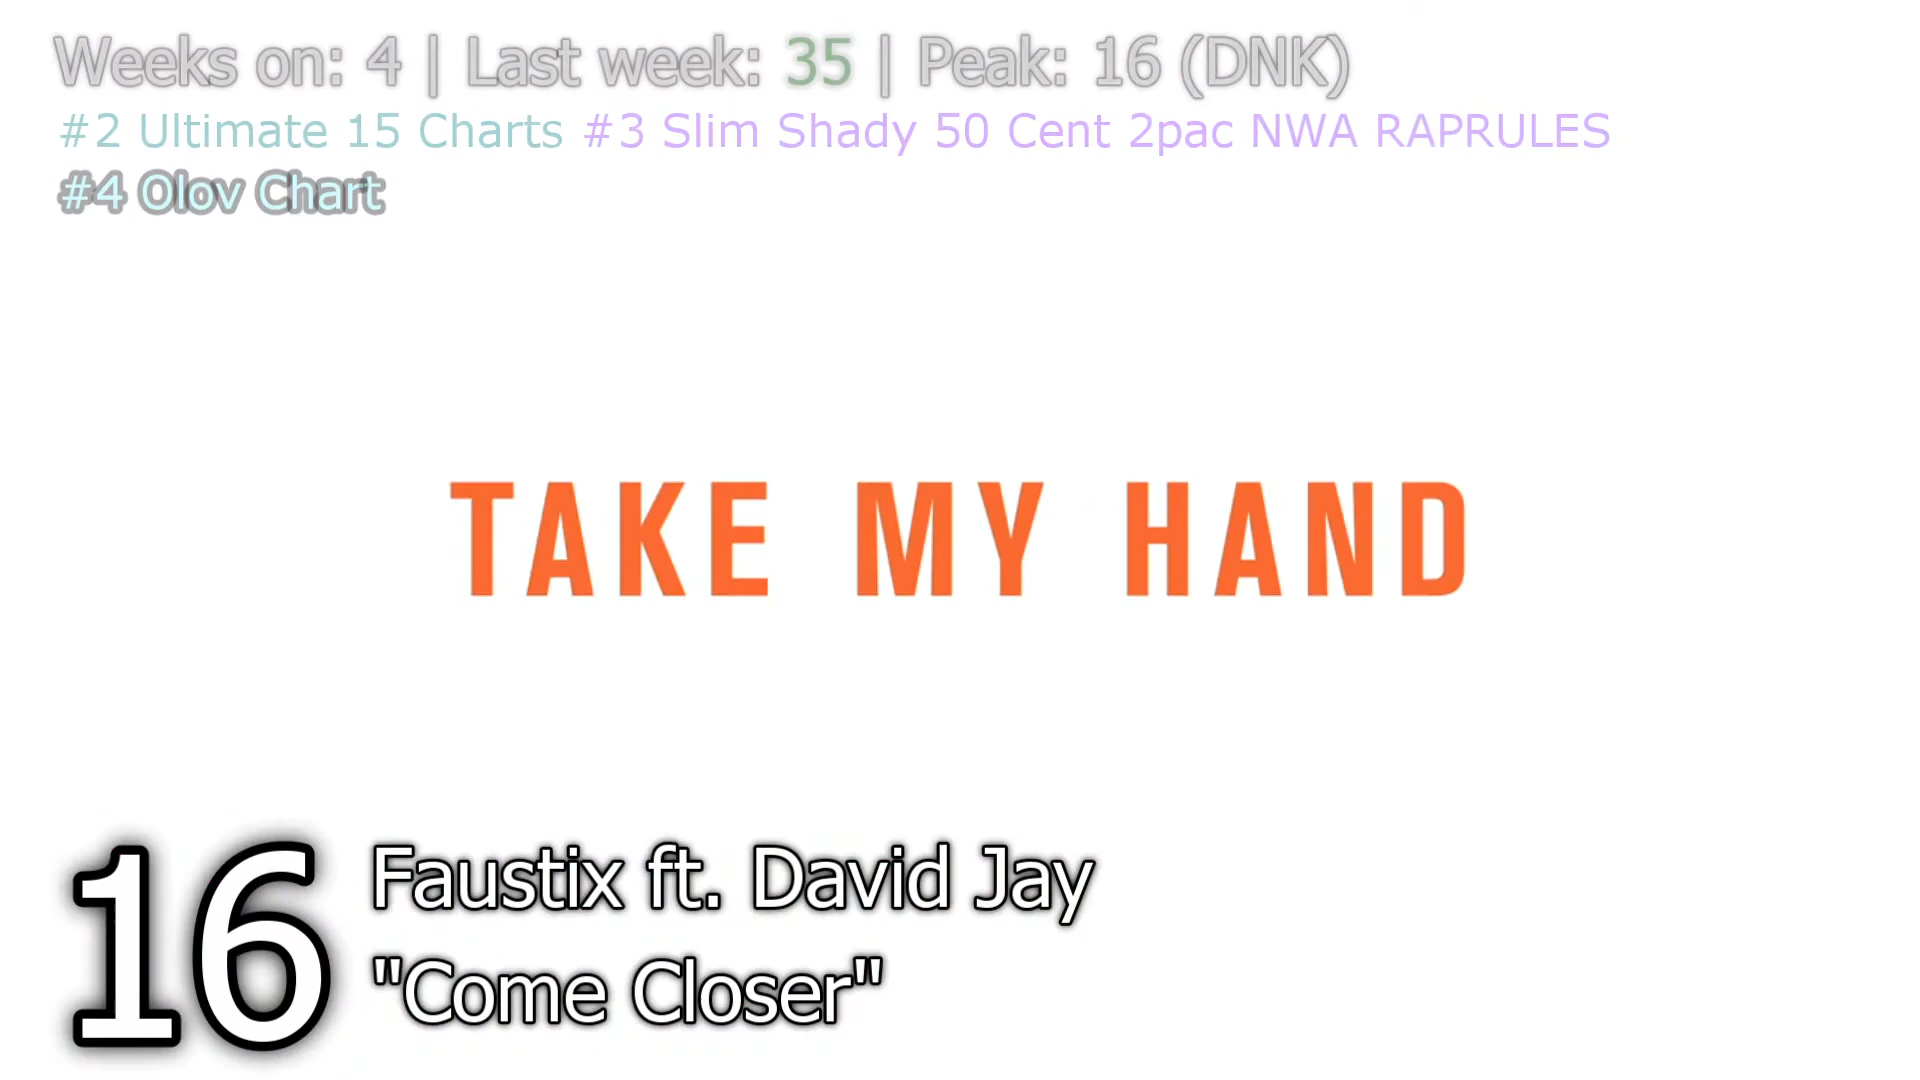 Weeks on: 4 | Last week: 35 | Peak: 16 (DNK)
#2 Ultimate 15 Charts #3 Slim Shady 50 Cent 2pac NWA RAPRULES
#4 Olov Chart
TAKE MY HAND
16
Faustix ft. David Jay
"Come Closer"